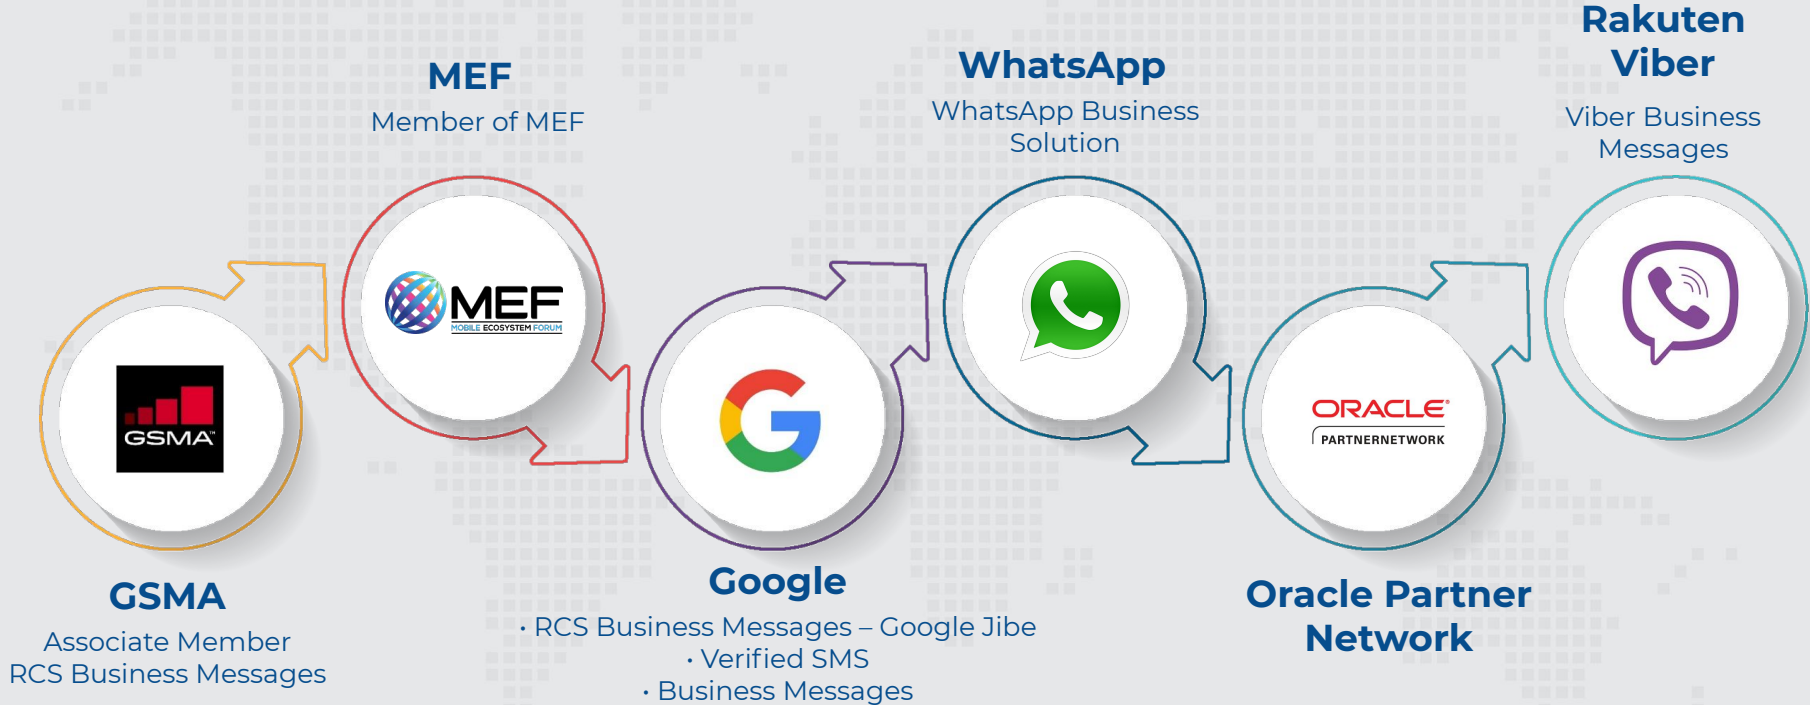 GSMA™
GSMA
Associate Member
RCS Business Messages
MEF
Member of MEF
MEF
MOBILE ECOSYSTEM FORUM
Google
• RCS Business Messages – Google Jibe
• Verified SMS
• Business Messages
WhatsApp
WhatsApp Business
Solution
ORACLE®
PARTNERNETWORK
Oracle Partner
Network
Rakuten
Viber
Viber Business
Messages